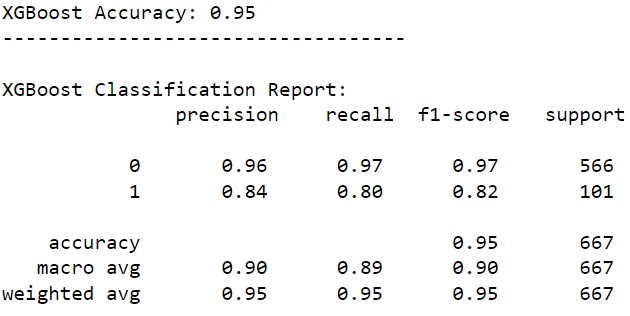 XGBoost Accuracy: 0.95
-----------------------------------
XGBoost Classification Report:
precision recall f1-score support
0 0.96 0.97 0.97 566
1 0.84 0.80 0.82 101
accuracy 0.95 667
macro avg 0.90 0.89 0.90 667
weighted avg 0.95 0.95 0.95 667